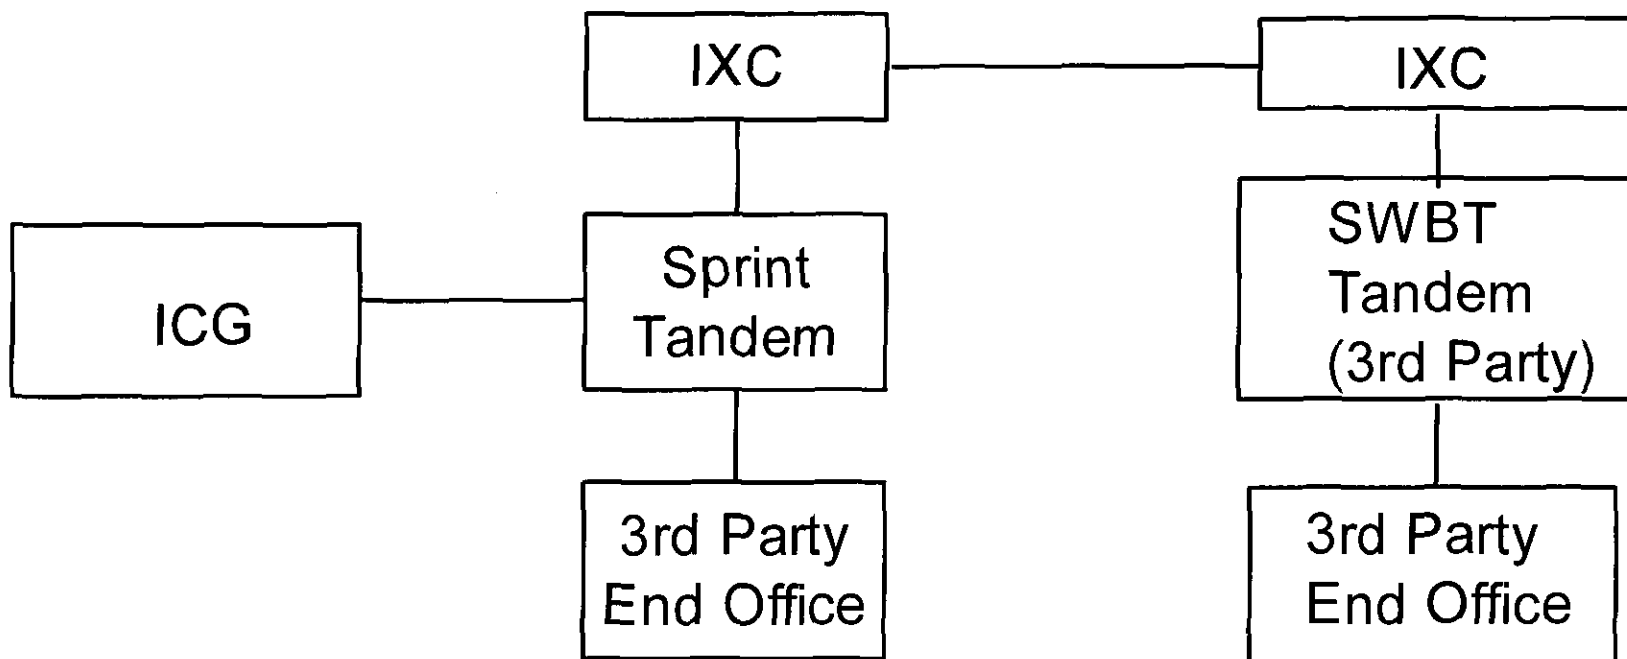 IXC
IXC
ICG
Sprint
Tandem
SWBT
Tandem
(3rd Party)
3rd Party
End Office
3rd Party
End Office